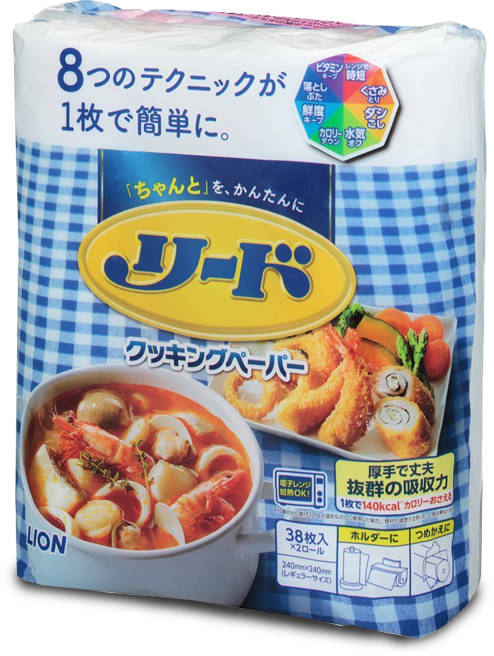 8つのテクニックが
1枚で簡単に。
ビタミン
キープ
レンジで
時短
くさみ
とり
ダシ
こし
水気
オフ
カロリー
ダウン
鮮度
キープ
落とし
ぶた
「ちゃんと」を、かんたんに
リード
クッキングペーパー
厚手で丈夫
抜群の吸収力
1枚で140kcalカロリーおさえる
電子レンジ
加熱OK!
LION
38枚入
×2ロール
240mm×240mm
(レギュラーサイズ)
ホルダーに
つめかえに